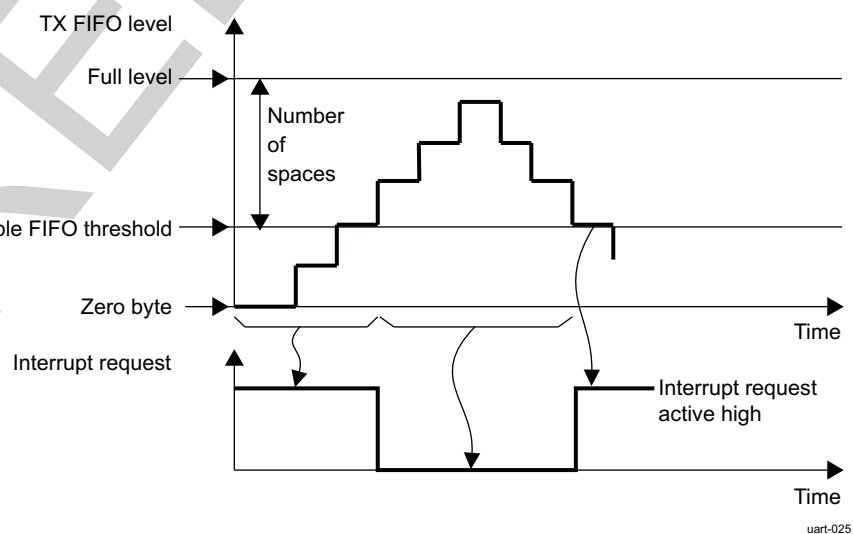 TX FIFO level
Full level
Number
of
spaces
FIFO threshold
Zero byte
Time
Interrupt request
Interrupt request
active high
Time
uart-025